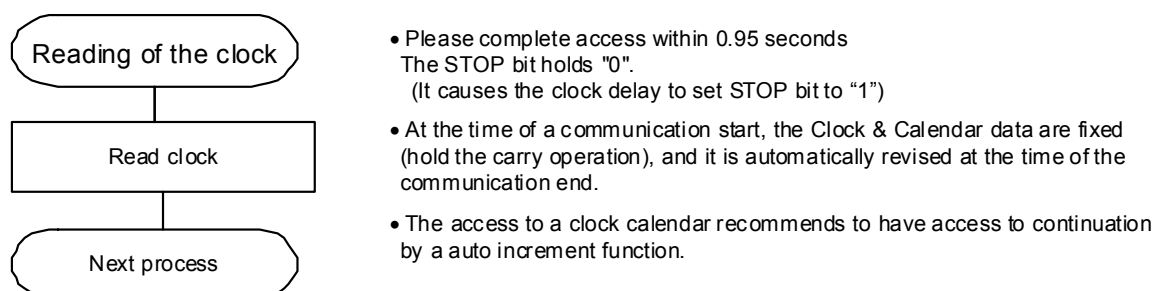 Reading of the clock
Read clock
Next process
• Please complete access within 0.95 seconds
The STOP bit holds "0".
(It causes the clock delay to set STOP bit to “1”)
• At the time of a communication start, the Clock & Calendar data are fixed
(hold the carry operation), and it is automatically revised at the time of the
communication end.
• The access to a clock calendar recommends to have access to continuation
by a auto increment function.